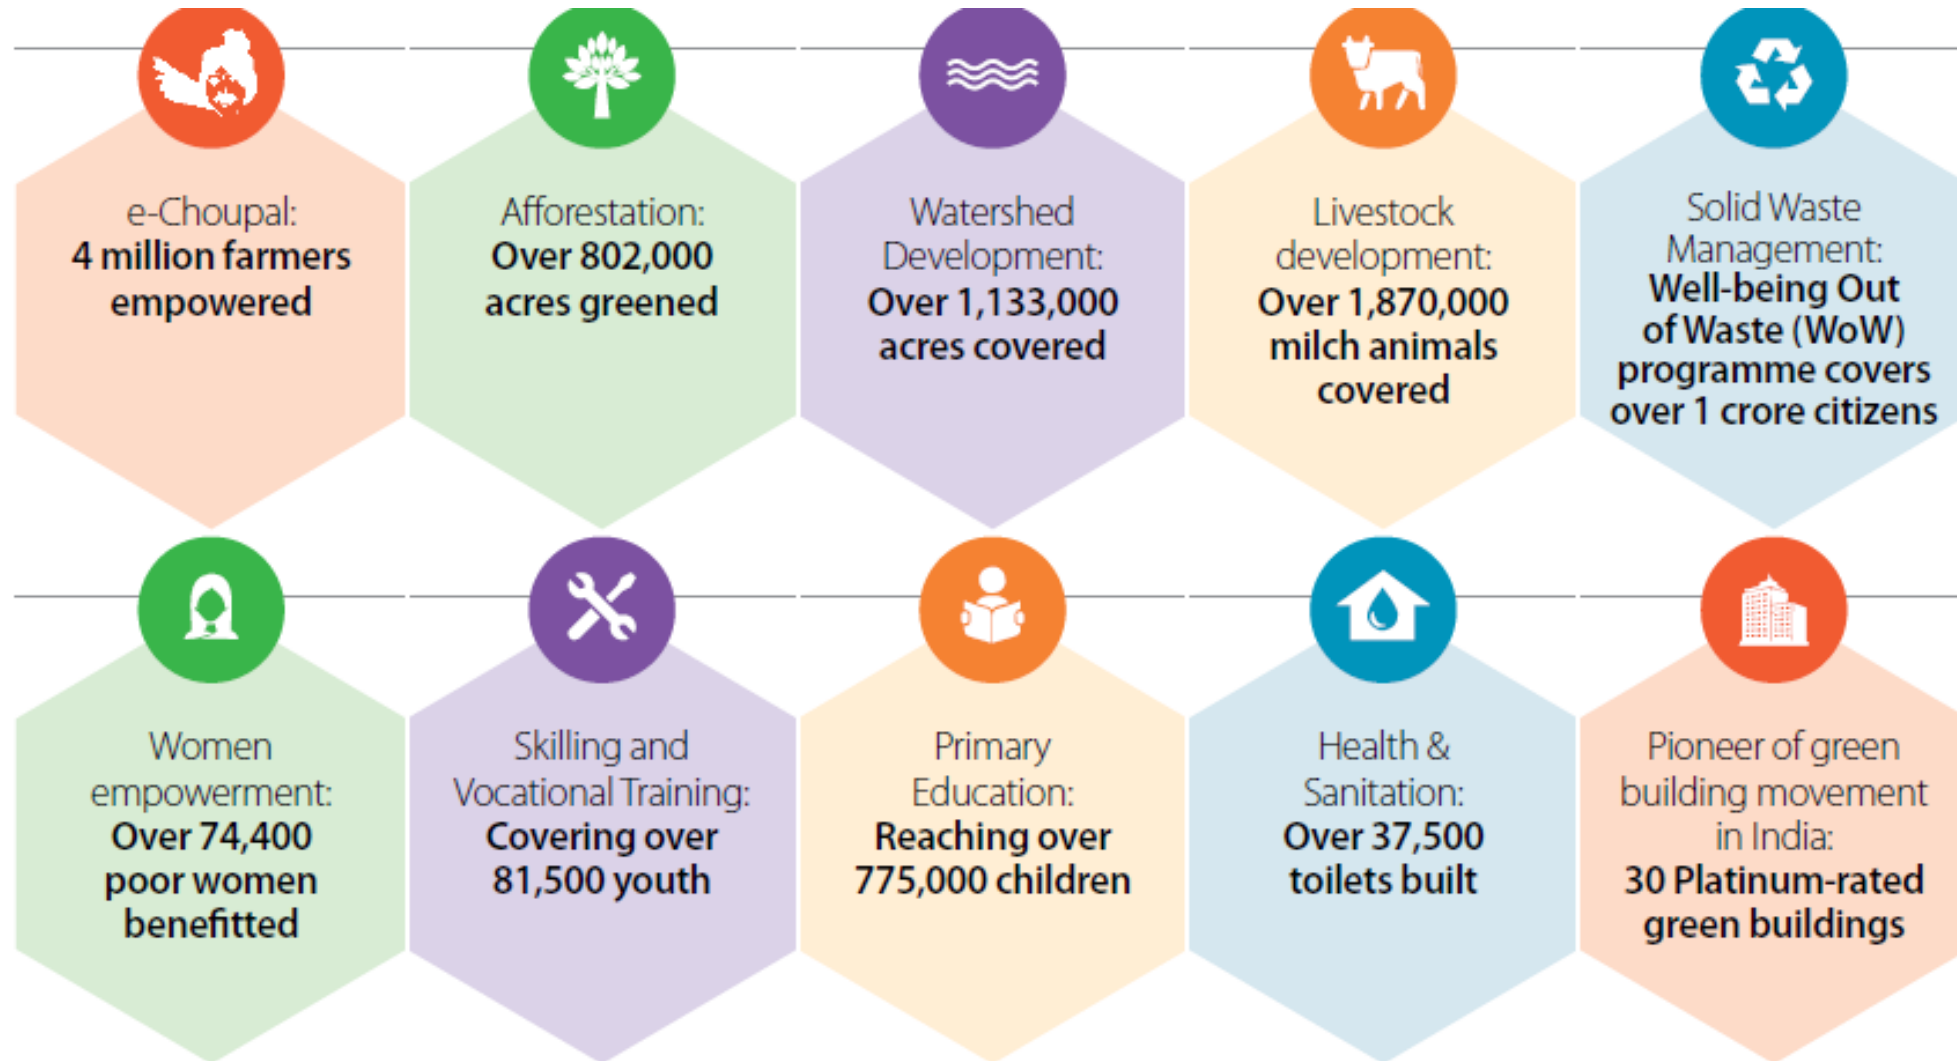 e-Choupal:
4 million farmers
empowered
Afforestation:
Over 802,000
acres greened
Watershed
Development:
Over 1,133,000
acres covered
Livestock
development:
Over 1,870,000
milch animals
covered
Solid Waste
Management:
Well-being Out
of Waste (WoW)
programme covers
over 1 crore citizens
Women
empowerment:
Over 74,400
poor women
benefitted
Skilling and
Vocational Training:
Covering over
81,500 youth
Primary
Education:
Reaching over
775,000 children
Health &
Sanitation:
Over 37,500
toilets built
Pioneer of green
building movement
in India:
30 Platinum-rated
green buildings